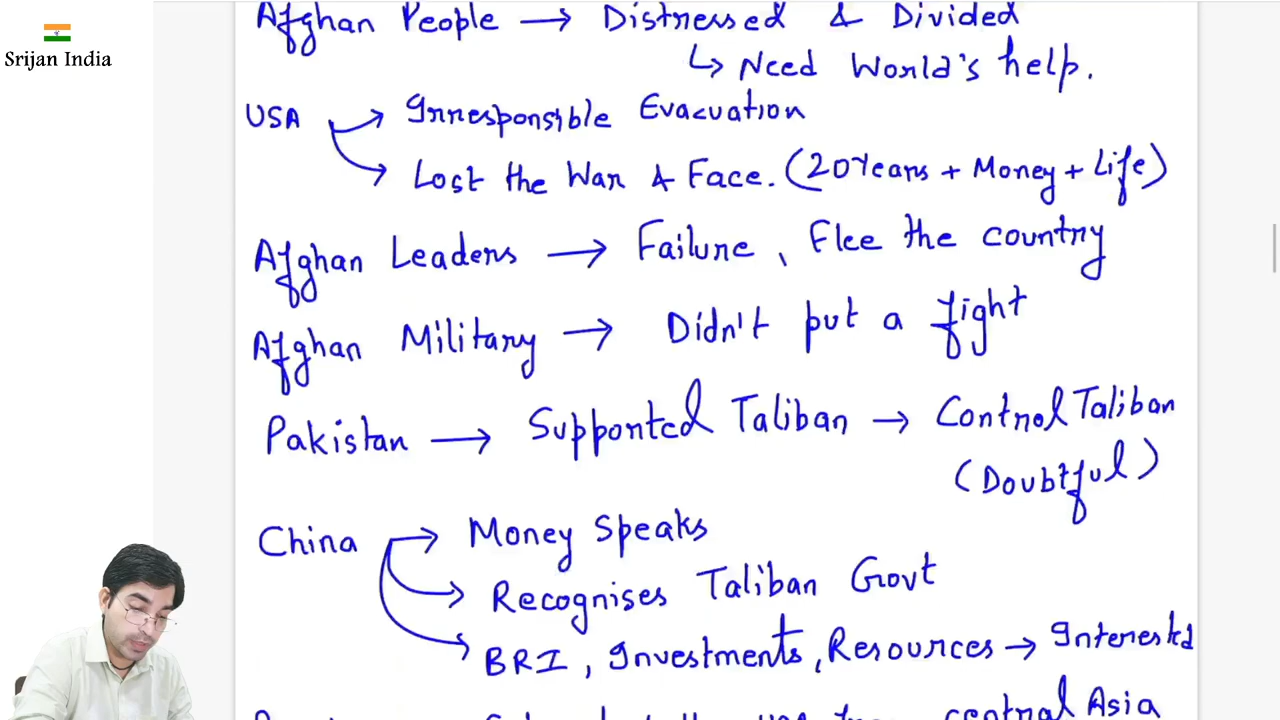 Srijan India
Afghan People → Distressed & Divided
↳ Need World's help.
USA → Irresponsible Evacuation
→ Lost the War & Face. (20Years + Money + Life)
Afghan Leaders → Failure, Flee the country
Afghan Military → Didn't put a fight
Pakistan → Supported Taliban → Control Taliban
(Doubtful)
China → Money Speaks
→ Recognises Taliban Govt
→ BRI, Investments, Resources → Interested
central Asia